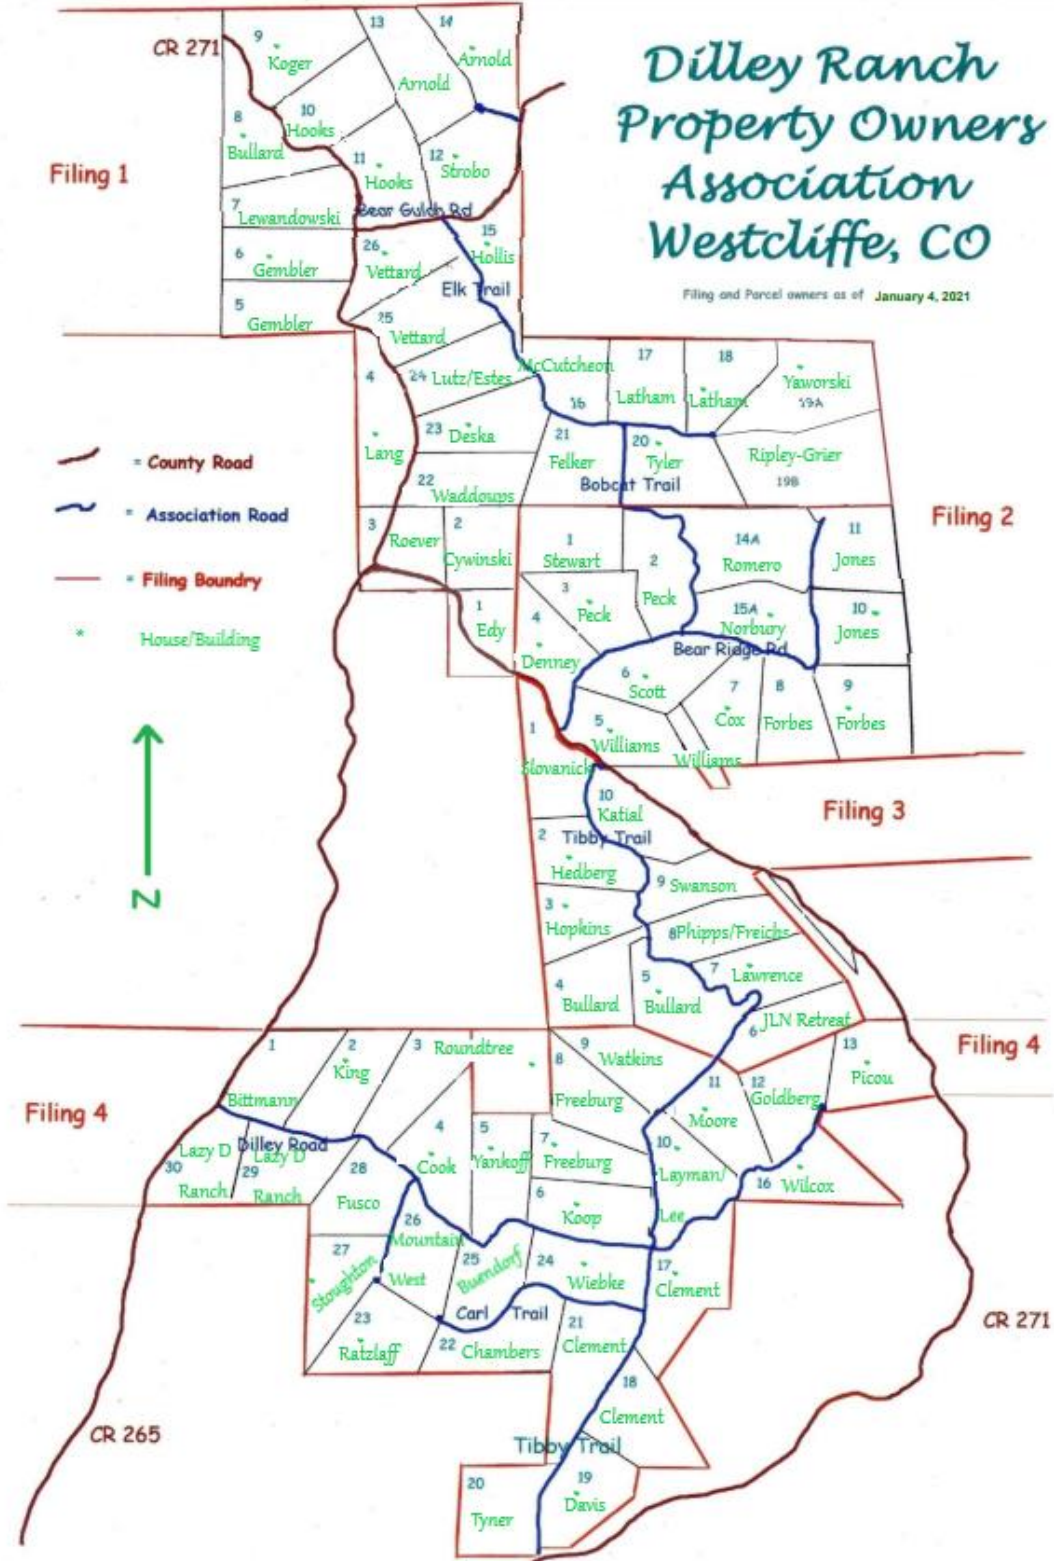 Dilley Ranch
Property Owners
Association
Westcliffe, CO
Filing and Parcel owners as of January 4, 2021
CR 271
9
Koger
13
Arnold
14
Arnold
8
Bullard
10
Hooks
11
Hooks
12
Strobo
Filing 1
7
Lewandowski
Bear Gulch Rd
6
Gembler
26
Vettard
15
Hollis
Elk Trail
5
Gembler
25
Vettard
4
Lang
24 Lutz/Estes
McCutcheon
16
17
Latham
18
Latham
Yaworski
19A
23 Deska
21
Felker
20
Tyler
Ripley-Grier
19B
Bobcat Trail
22
Waddoups
= County Road
= Association Road
= Filing Boundry
* House/Building
Filing 2
3
Roever
2
Cywinski
1
Stewart
2
Peck
14A
Romero
11
Jones
1
Edy
3
Peck
4
Denney
15A
Norbury
10
Jones
Bear Ridge Rd
6
Scott
7
Cox
8
Forbes
9
Forbes
5
Williams
Williams
1
Slovanick
Filing 3
10
Katial
Tibby Trail
2
Hedberg
9 Swanson
3
Hopkins
8 Phipps/Freichs
7 Lawrence
4
Bullard
5
Bullard
6
JLN Retreat
N
Filing 4
Filing 4
1
Bittmann
2
King
3 Roundtree
8
Freeburg
9
Watkins
11
Moore
12
Goldberg
13
Picou
Dilley Road
30
Lazy D
Ranch
29
Lazy D
Ranch
28
Fusco
4
Cook
5
Yankoff
7
Freeburg
10
Layman/
Lee
16 Wilcox
6
Koop
27
Stoughton
26
Mountain
West
25
Buendorf
24
Wiebke
17
Clement
Carl Trail
23
Ratzlaff
22 Chambers
21
Clement
18
Clement
CR 271
CR 265
Tibby Trail
20
Tyner
19
Davis